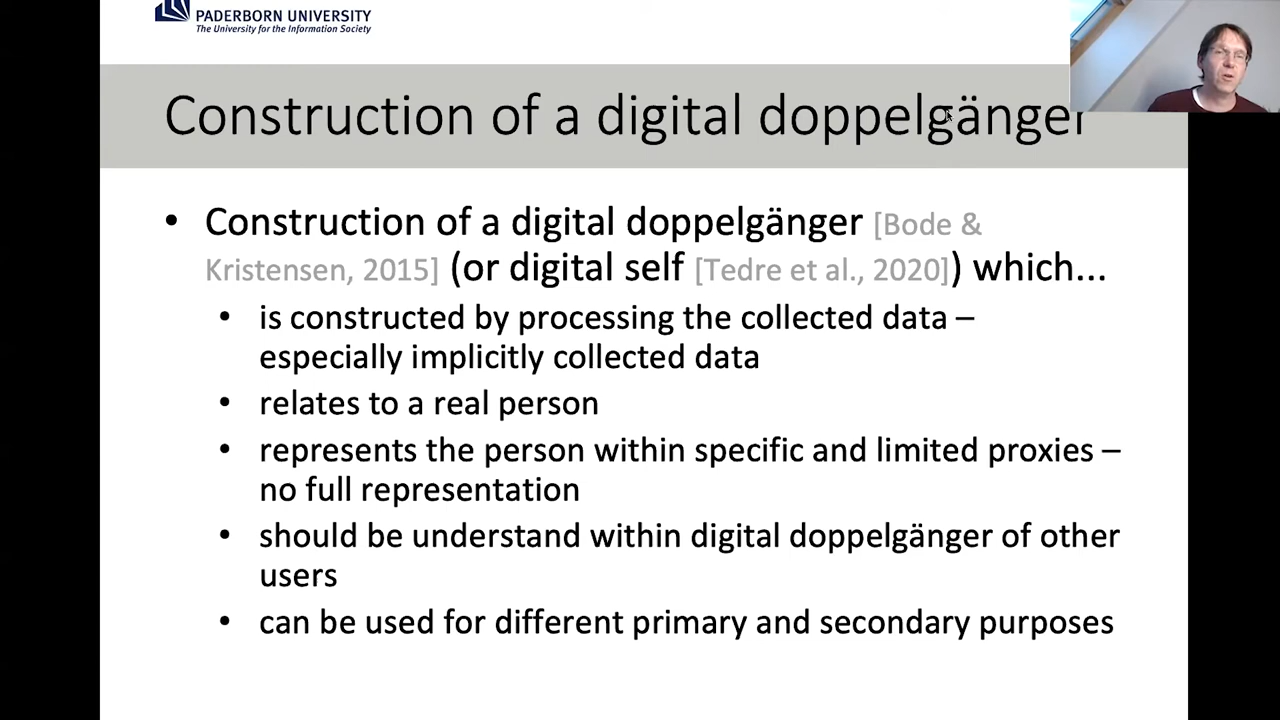 PADERBORN UNIVERSITY
The University for the Information Society
Construction of a digital doppelgänger
• Construction of a digital doppelgänger [Bode &
Kristensen, 2015] (or digital self [Tedre et al., 2020]) which...
• is constructed by processing the collected data –
especially implicitly collected data
• relates to a real person
• represents the person within specific and limited proxies –
no full representation
• should be understand within digital doppelgänger of other
users
• can be used for different primary and secondary purposes